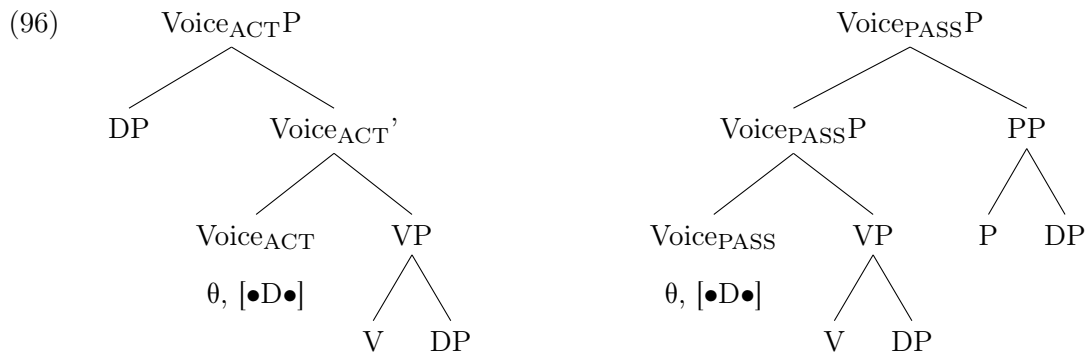 (96) Voice_ACT P Voice_PASS P
DP Voice_ACT’ Voice_PASS P PP
Voice_ACT VP Voice_PASS VP P DP
θ, [●D●] θ, [●D●]
V DP V DP